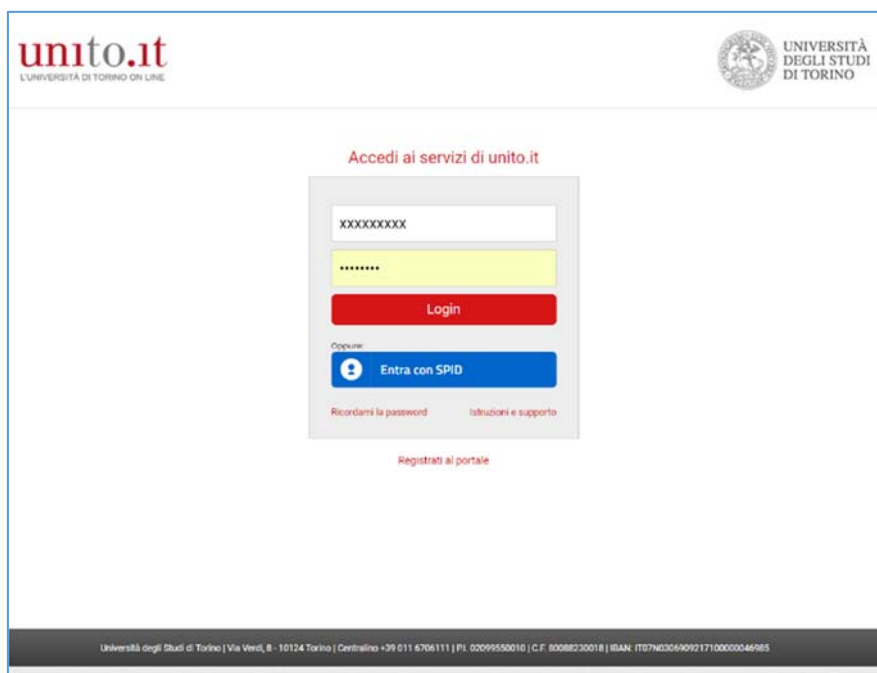 unito.it
L'UNIVERSITÀ DI TORINO ON LINE
UNIVERSITÀ
DEGLI STUDI
DI TORINO
Accedi ai servizi di unito.it
xxxxxxxxx
••••••••
Login
Oppure:
Entra con SPID
Ricordami la password
Istruzioni e supporto
Registrati al portale
Università degli Studi di Torino | Via Verdi, 8 - 10124 Torino | Centralino +39 011 6706111 | P.I. 02099550010 | C.F. 80088230018 | IBAN: IT07N0306909217100000046985